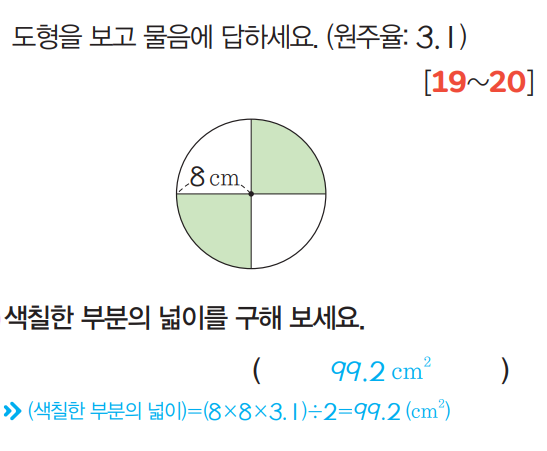 도형을 보고 물음에 답하세요. (원주율: 3.1)
[19~20]
8 cm
색칠한 부분의 넓이를 구해 보세요.
( 99.2 cm² )
≫ (색칠한 부분의 넓이)=(8×8×3.1)÷2=99.2 (cm²)